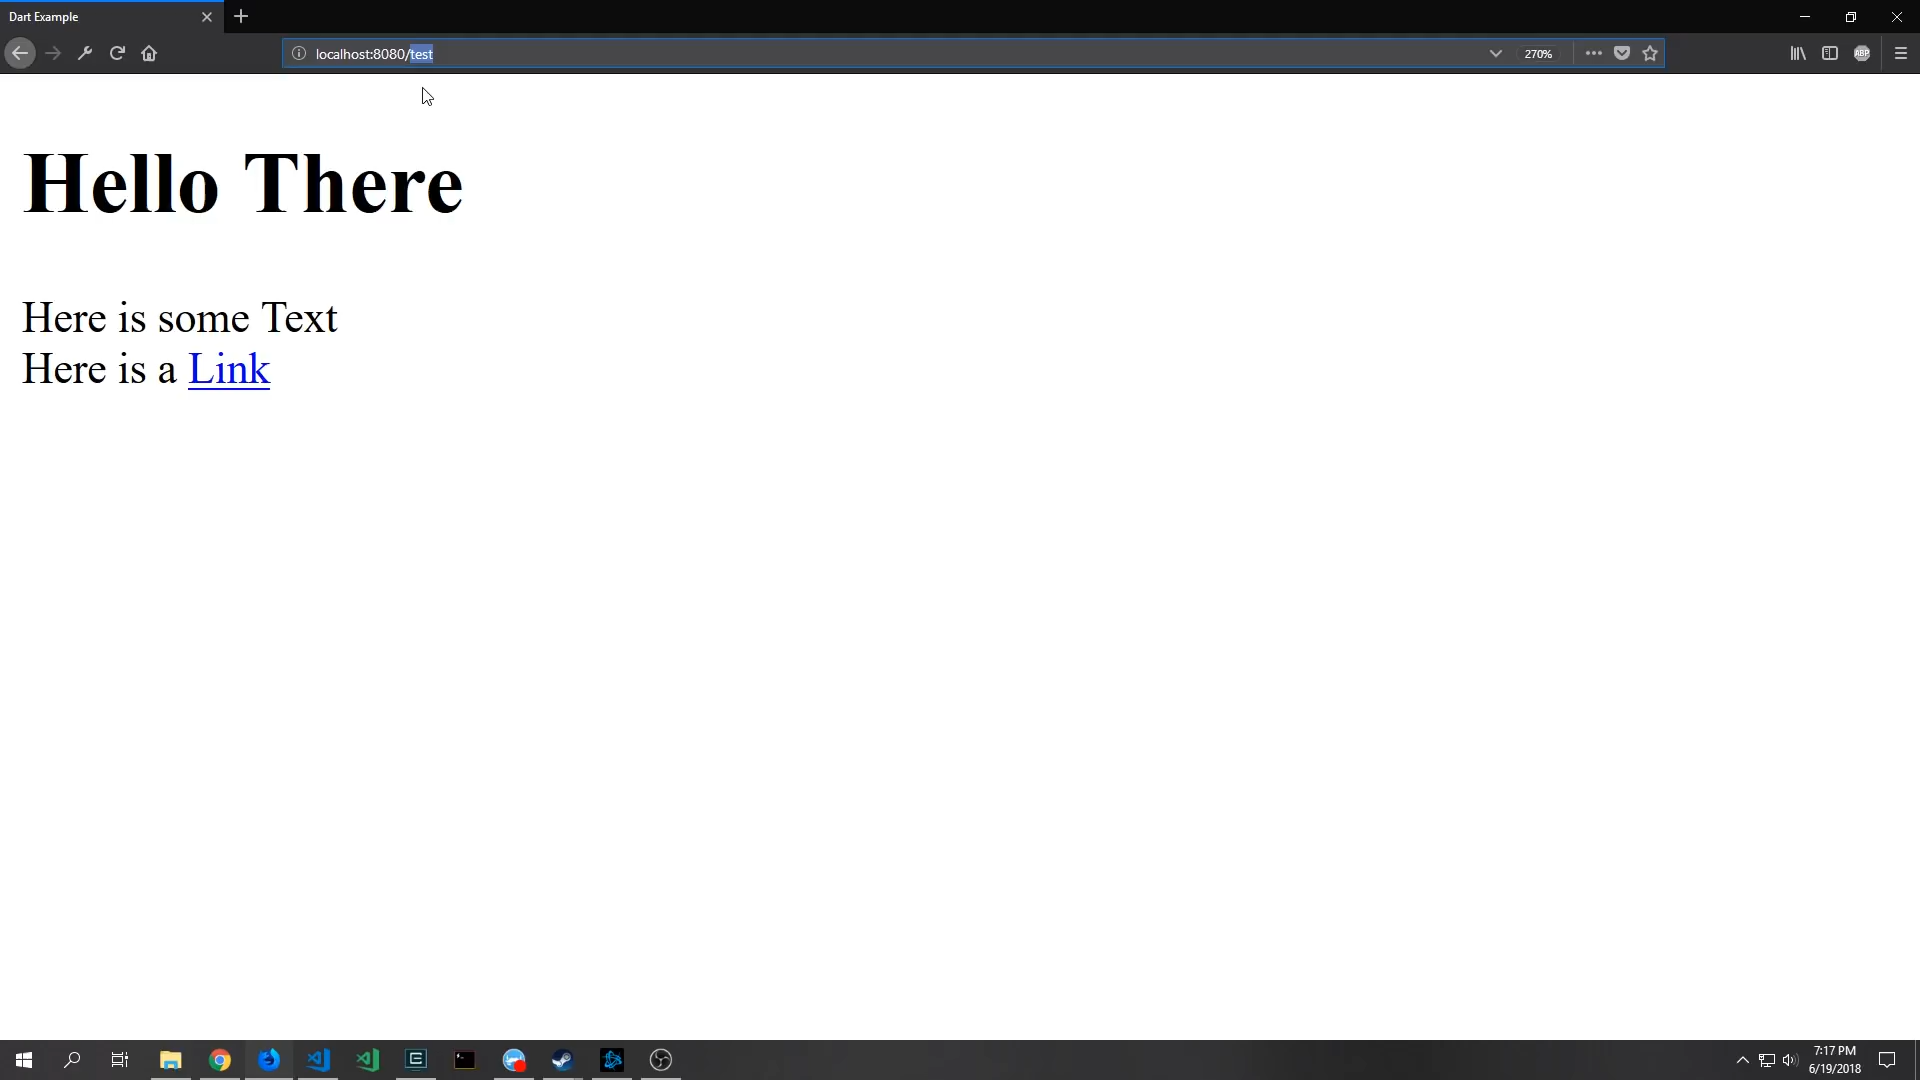 Dart Example
localhost:8080/test
270%
ABP
Hello There
Here is some Text
Here is a Link
7:17 PM
6/19/2018